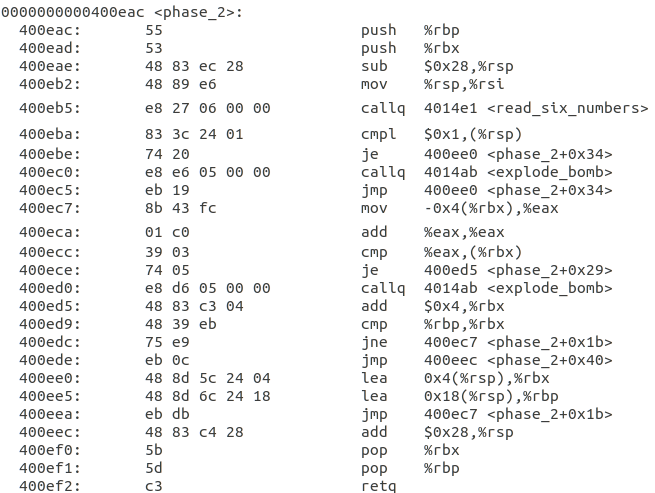 0000000000400eac <phase_2>:
400eac: 55 push %rbp
400ead: 53 push %rbx
400eae: 48 83 ec 28 sub $0x28,%rsp
400eb2: 48 89 e6 mov %rsp,%rsi
400eb5: e8 27 06 00 00 callq 4014e1 <read_six_numbers>
400eba: 83 3c 24 01 cmpl $0x1,(%rsp)
400ebe: 74 20 je 400ee0 <phase_2+0x34>
400ec0: e8 e6 05 00 00 callq 4014ab <explode_bomb>
400ec5: eb 19 jmp 400ee0 <phase_2+0x34>
400ec7: 8b 43 fc mov -0x4(%rbx),%eax
400eca: 01 c0 add %eax,%eax
400ecc: 39 03 cmp %eax,(%rbx)
400ece: 74 05 je 400ed5 <phase_2+0x29>
400ed0: e8 d6 05 00 00 callq 4014ab <explode_bomb>
400ed5: 48 83 c3 04 add $0x4,%rbx
400ed9: 48 39 eb cmp %rbp,%rbx
400edc: 75 e9 jne 400ec7 <phase_2+0x1b>
400ede: eb 0c jmp 400eec <phase_2+0x40>
400ee0: 48 8d 5c 24 04 lea 0x4(%rsp),%rbx
400ee5: 48 8d 6c 24 18 lea 0x18(%rsp),%rbp
400eea: eb db jmp 400ec7 <phase_2+0x1b>
400eec: 48 83 c4 28 add $0x28,%rsp
400ef0: 5b pop %rbx
400ef1: 5d pop %rbp
400ef2: c3 retq